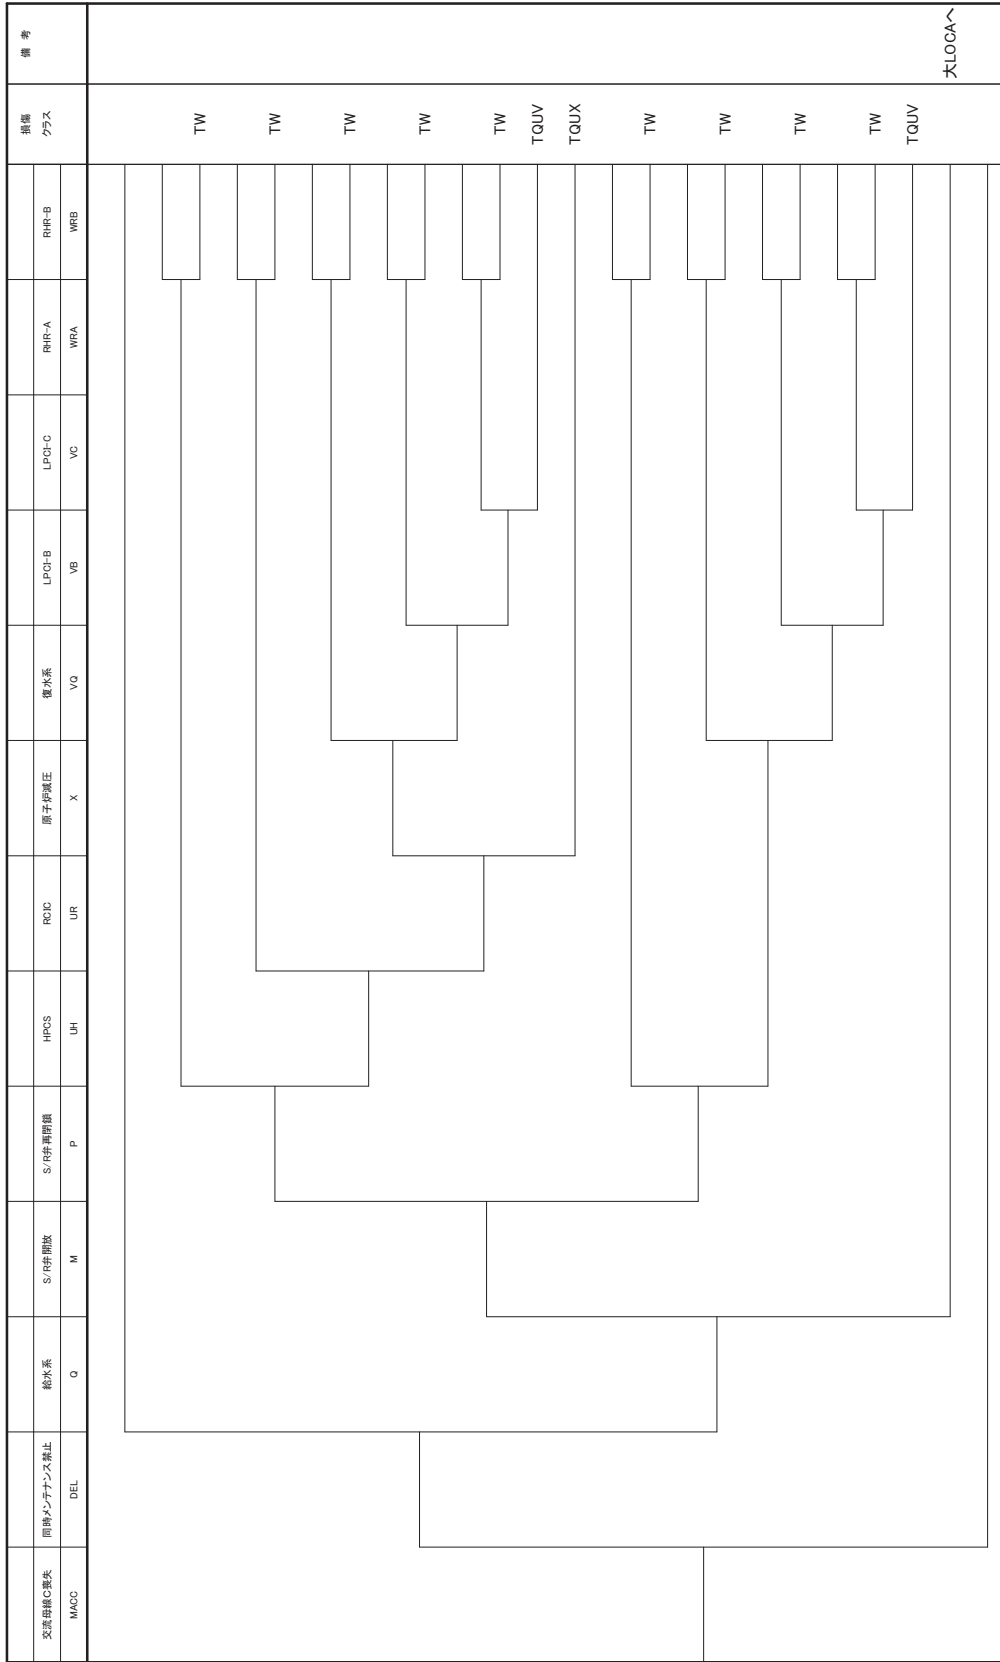 交流母線C喪失
同時メンテナンス禁止
給水系
S/R弁開放
S/R弁再閉鎖
HPCS
RCIC
原子炉減圧
復水系
LPCI-B
LPCI-C
RHR-A
RHR-B
損傷
クラス
備 考
MACC
DEL
Q
M
P
UH
UR
X
VQ
VB
VC
WRA
WRB
TW
TW
TW
TW
TW
TQUV
TQUX
TW
TW
TW
TW
TQUV
大LOCAへ